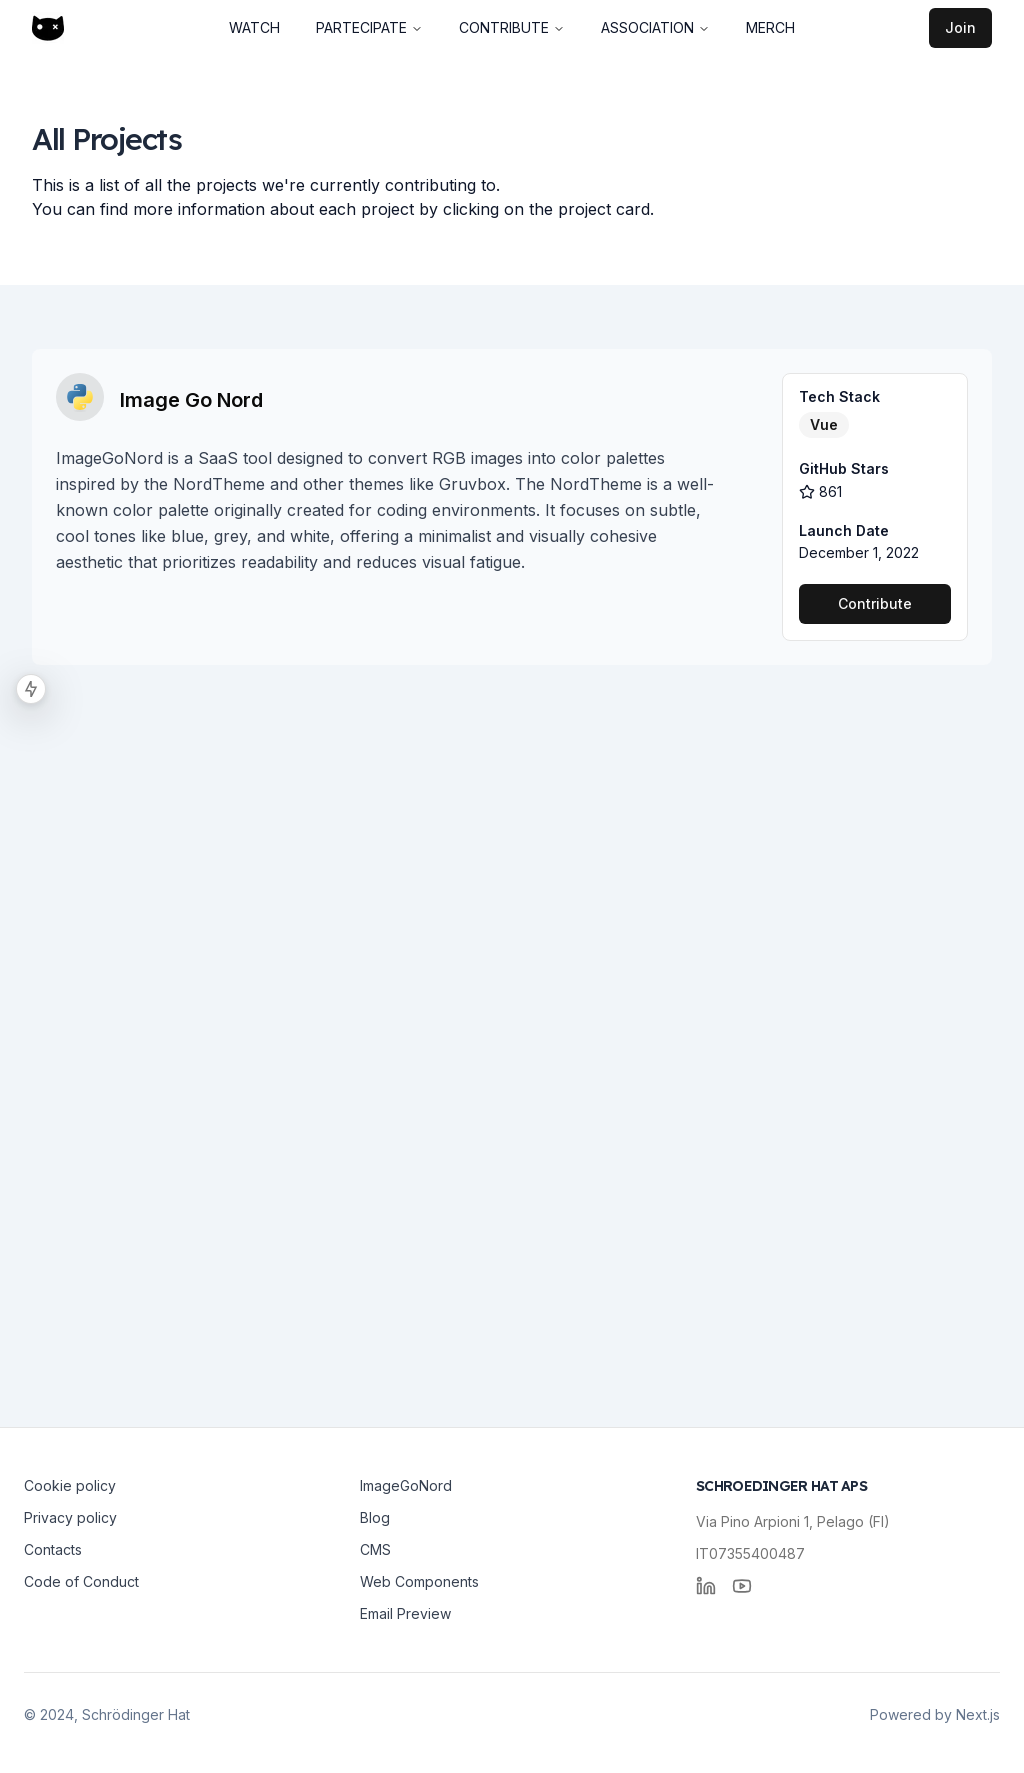 WATCH
PARTECIPATE
CONTRIBUTE
ASSOCIATION
MERCH
Join
All Projects
This is a list of all the projects we're currently contributing to.
You can find more information about each project by clicking on the project card.
Image Go Nord
ImageGoNord is a SaaS tool designed to convert RGB images into color palettes
inspired by the NordTheme and other themes like Gruvbox. The NordTheme is a well-
known color palette originally created for coding environments. It focuses on subtle,
cool tones like blue, grey, and white, offering a minimalist and visually cohesive
aesthetic that prioritizes readability and reduces visual fatigue.
Tech Stack
Vue
GitHub Stars
861
Launch Date
December 1, 2022
Contribute
Cookie policy
Privacy policy
Contacts
Code of Conduct
ImageGoNord
Blog
CMS
Web Components
Email Preview
SCHROEDINGER HAT APS
Via Pino Arpioni 1, Pelago (FI)
IT07355400487
© 2024, Schrödinger Hat
Powered by Next.js